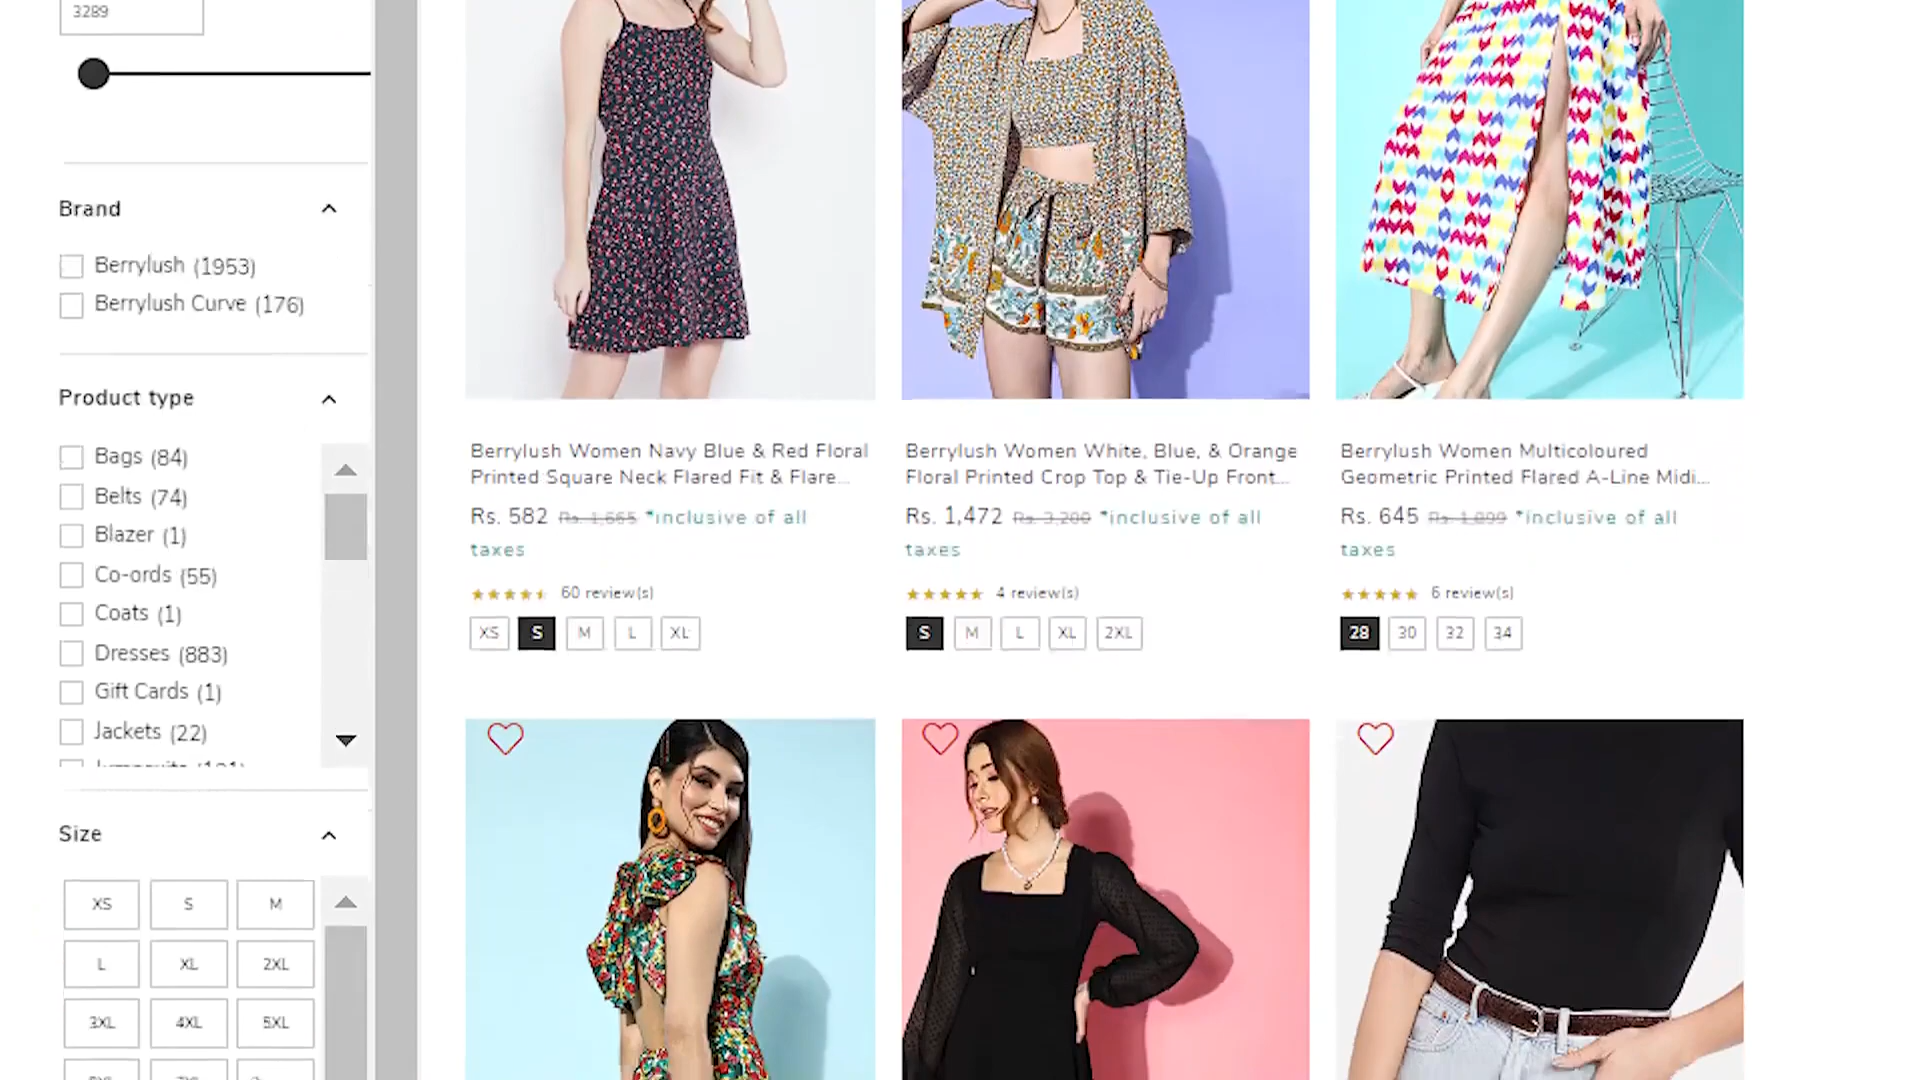 3289
Brand
Berrylush (1953)
Berrylush Curve (176)
Product type
Bags (84)
Belts (74)
Blazer (1)
Co-ords (55)
Coats (1)
Dresses (883)
Gift Cards (1)
Jackets (22)
Size
XS S M
L XL 2XL
3XL 4XL 5XL
Berrylush Women Navy Blue & Red Floral
Printed Square Neck Flared Fit & Flare...
Rs. 582 Rs. 1,665 *inclusive of all
taxes
60 review(s)
XS S M L XL
Berrylush Women White, Blue, & Orange
Floral Printed Crop Top & Tie-Up Front...
Rs. 1,472 Rs. 3,200 *inclusive of all
taxes
4 review(s)
S M L XL 2XL
Berrylush Women Multicoloured
Geometric Printed Flared A-Line Midi...
Rs. 645 Rs. 1,899 *inclusive of all
taxes
6 review(s)
28 30 32 34